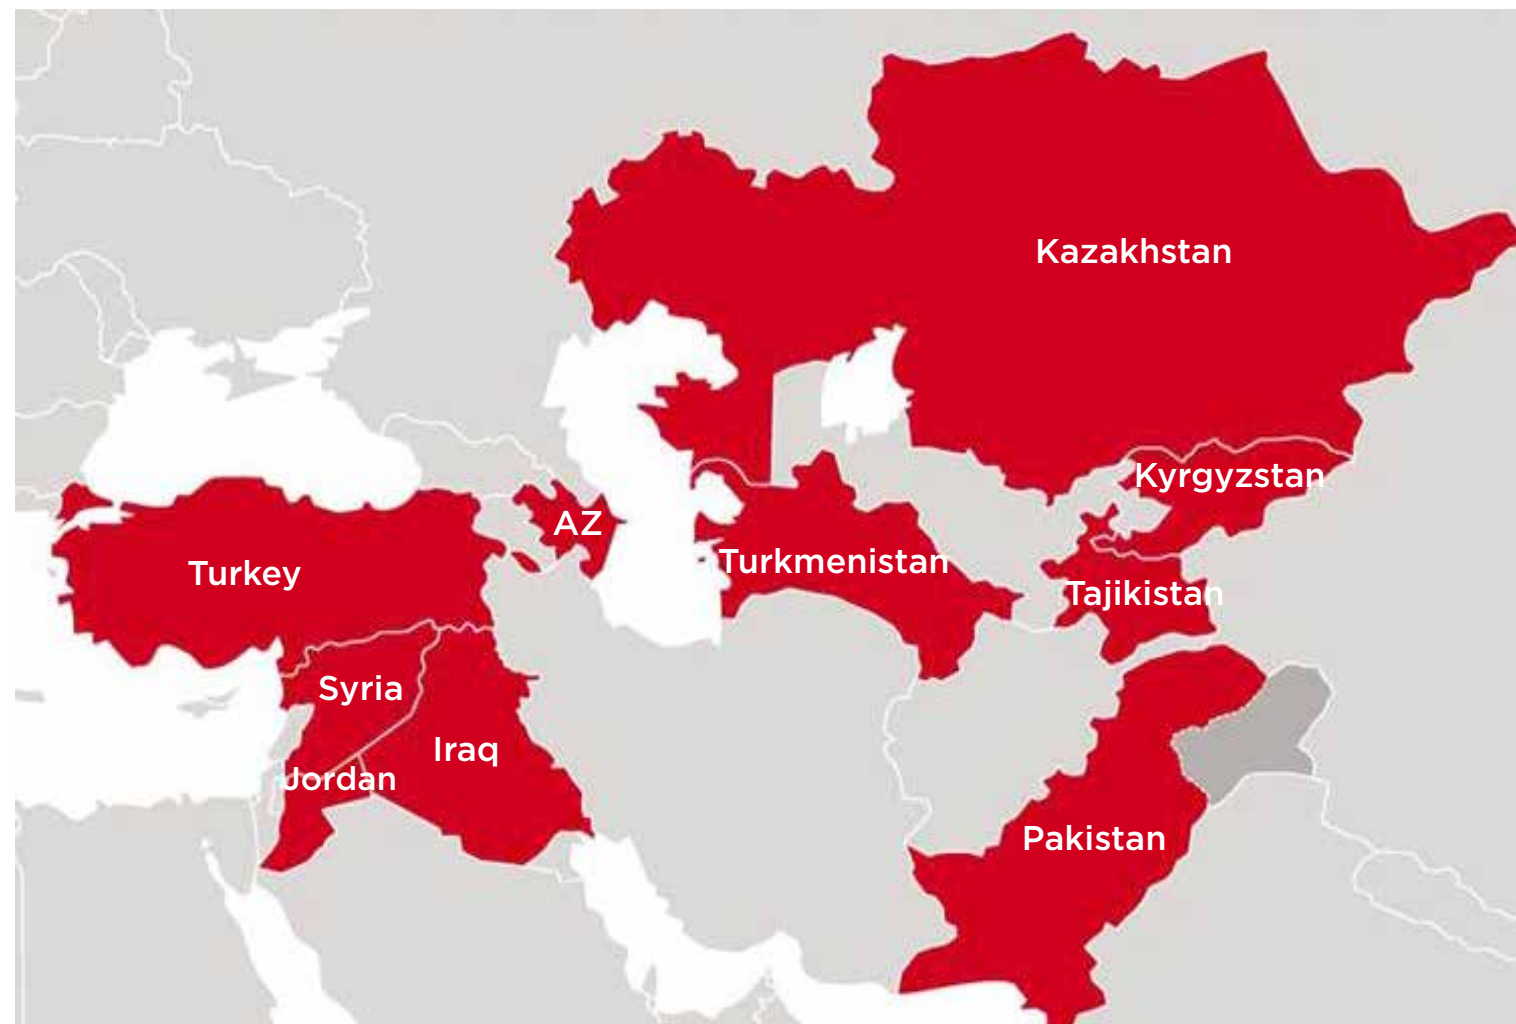 Kazakhstan
Kyrgyzstan
AZ
Turkmenistan
Turkey
Tajikistan
Syria
Iraq
Jordan
Pakistan